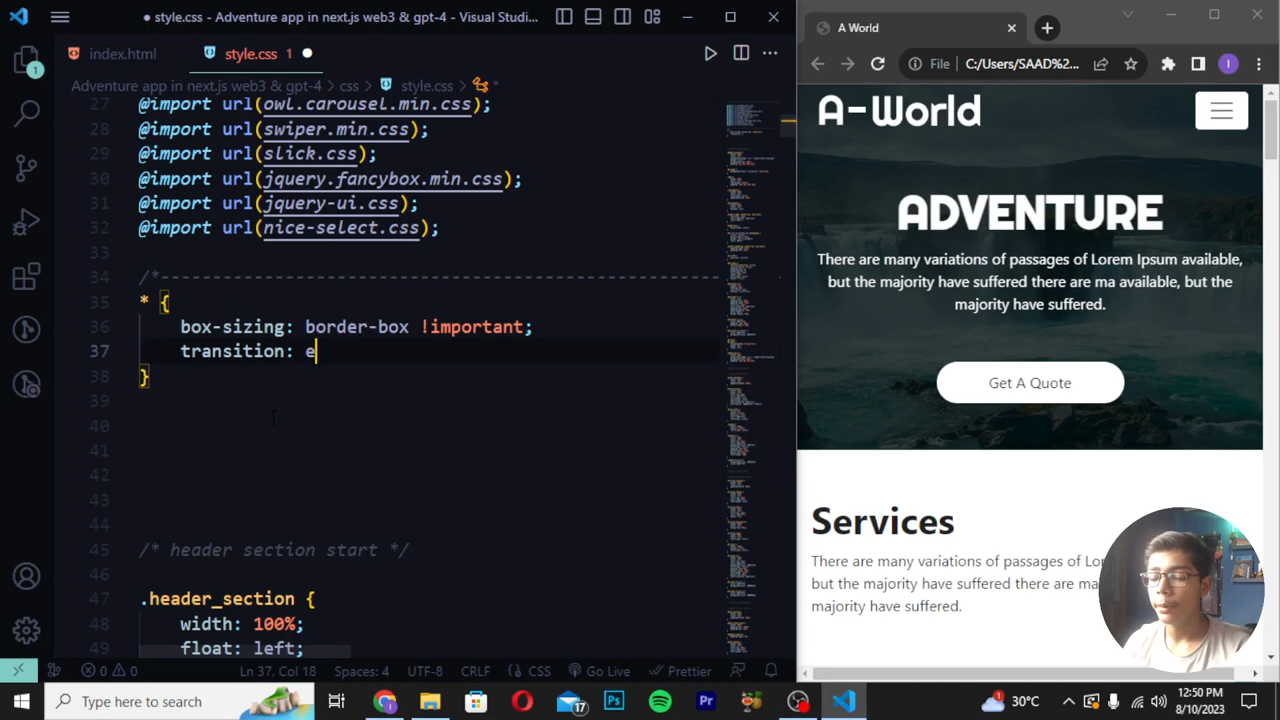 style.css - Adventure app in next.js web3 & gpt-4 - Visual Studi...
index.html
style.css 1
Adventure app in next.js web3 & gpt-4 > css > style.css > *
27 @import url(owl.carousel.min.css);
28 @import url(swiper.min.css);
29 @import url(slick.css);
30 @import url(jquery.fancybox.min.css);
31 @import url(jquery-ui.css);
32 @import url(nice-select.css);
33
34 /*------------------------------------------------
35 * {
36 box-sizing: border-box !important;
37 transition: e
38 }
39
40
41
42
43
44
45 /* header section start */
46
47 .header_section {
48 width: 100%;
49 float: left;
1
0 0
Ln 37, Col 18
Spaces: 4
UTF-8
CRLF
{} CSS
Go Live
Prettier
A World
File
C:/Users/SAAD%2...
I
A-World
ADVENTURE
There are many variations of passages of Lorem Ipsum available,
but the majority have suffered there are ma available, but the
majority have suffered.
Get A Quote
Services
There are many variations of passages of Lor
but the majority have suffered there are ma
majority have suffered.
Type here to search
17
Ps
Pr
1
30°C
12:50 PM
8/10/2023